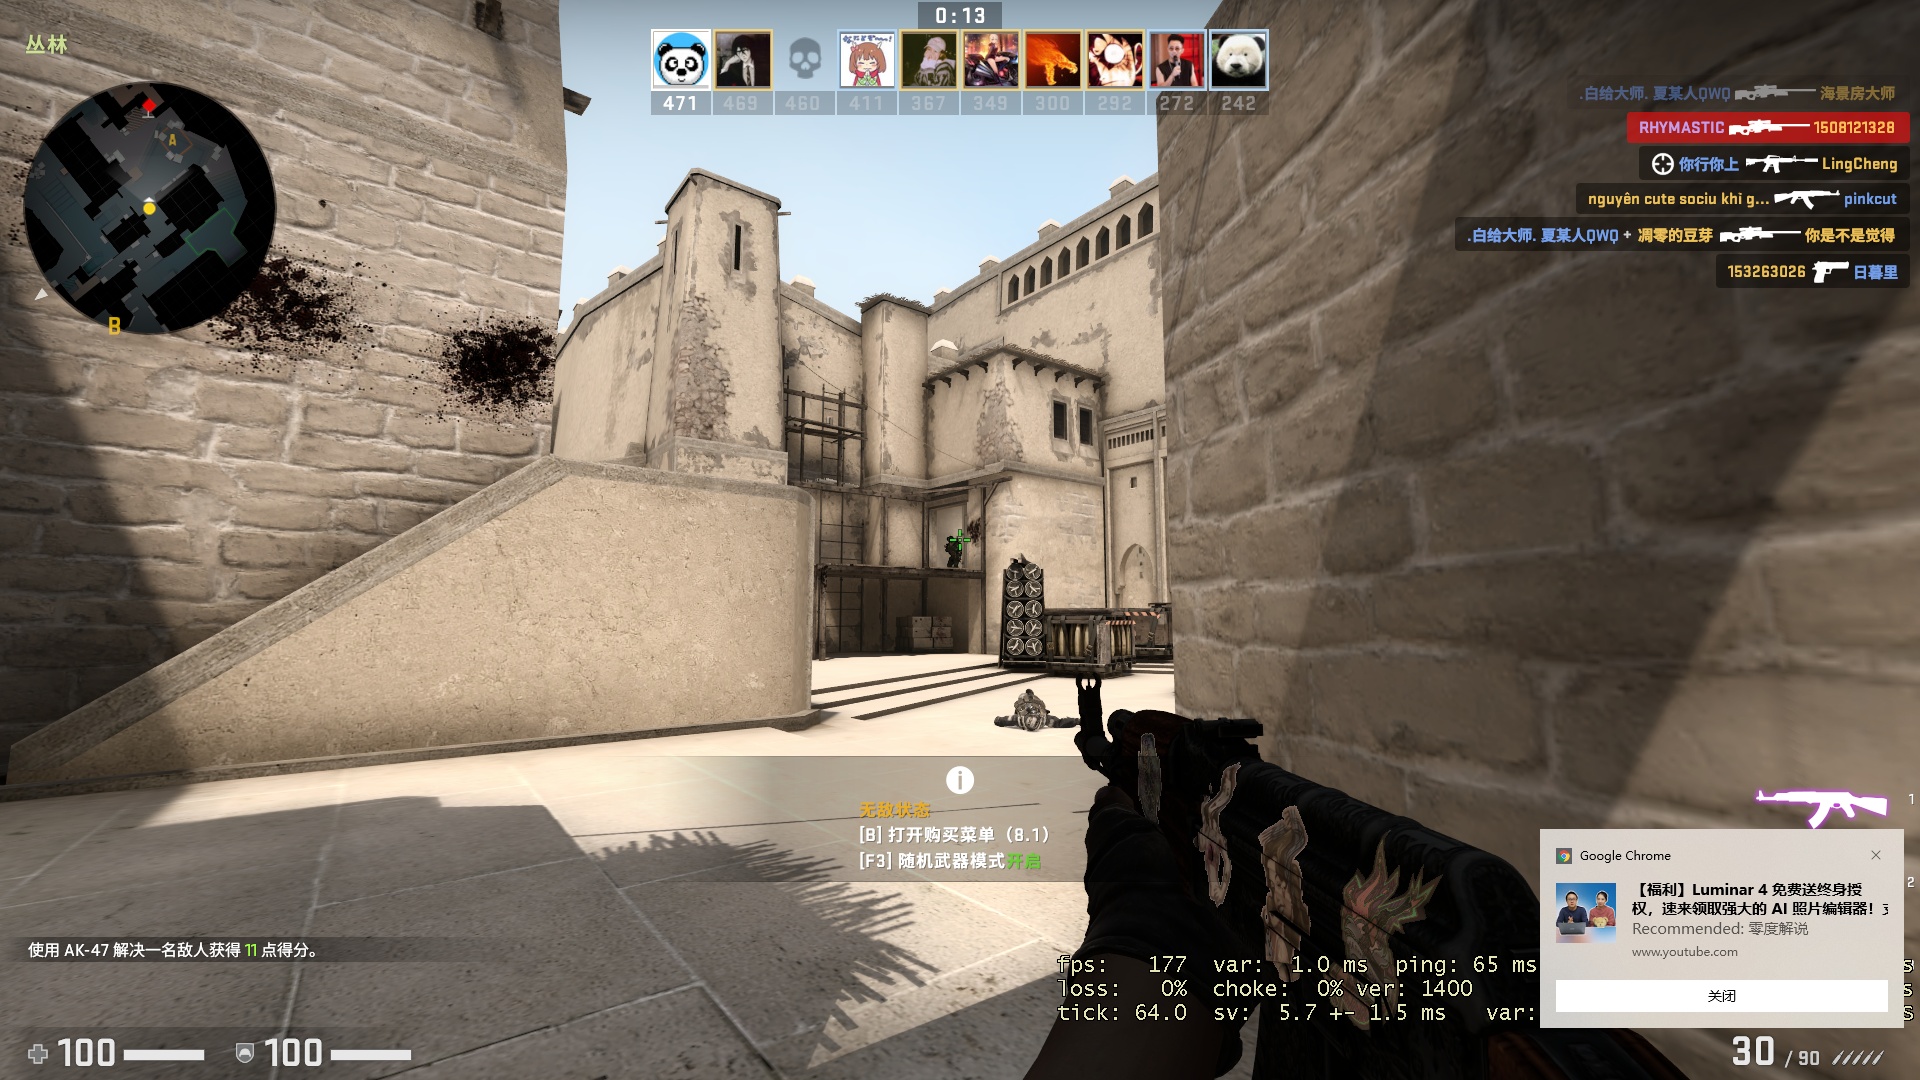 0:13
丛林
471 469 460 411 367 349 300 292 272 242
A
B
.白给大师. 夏某人QWQ 海景房大师
RHYMASTIC 1508121328
你行你上 LingCheng
nguyên cute sociu khỉ g... pinkcut
.白给大师. 夏某人QWQ + 凋零的豆芽 你是不是觉得
153263026 日暮里
无敌状态
[B] 打开购买菜单（8.1）
[F3] 随机武器模式开启
1
2
Google Chrome
【福利】Luminar 4 免费送终身授
权，速来领取强大的 AI 照片编辑器！
Recommended: 零度解说
www.youtube.com
关闭
使用 AK-47 解决一名敌人获得 11 点得分。
fps: 177 var: 1.0 ms ping: 65 ms
loss: 0% choke: 0% ver: 1400
tick: 64.0 sv: 5.7 +- 1.5 ms var:
100 100
30 / 90